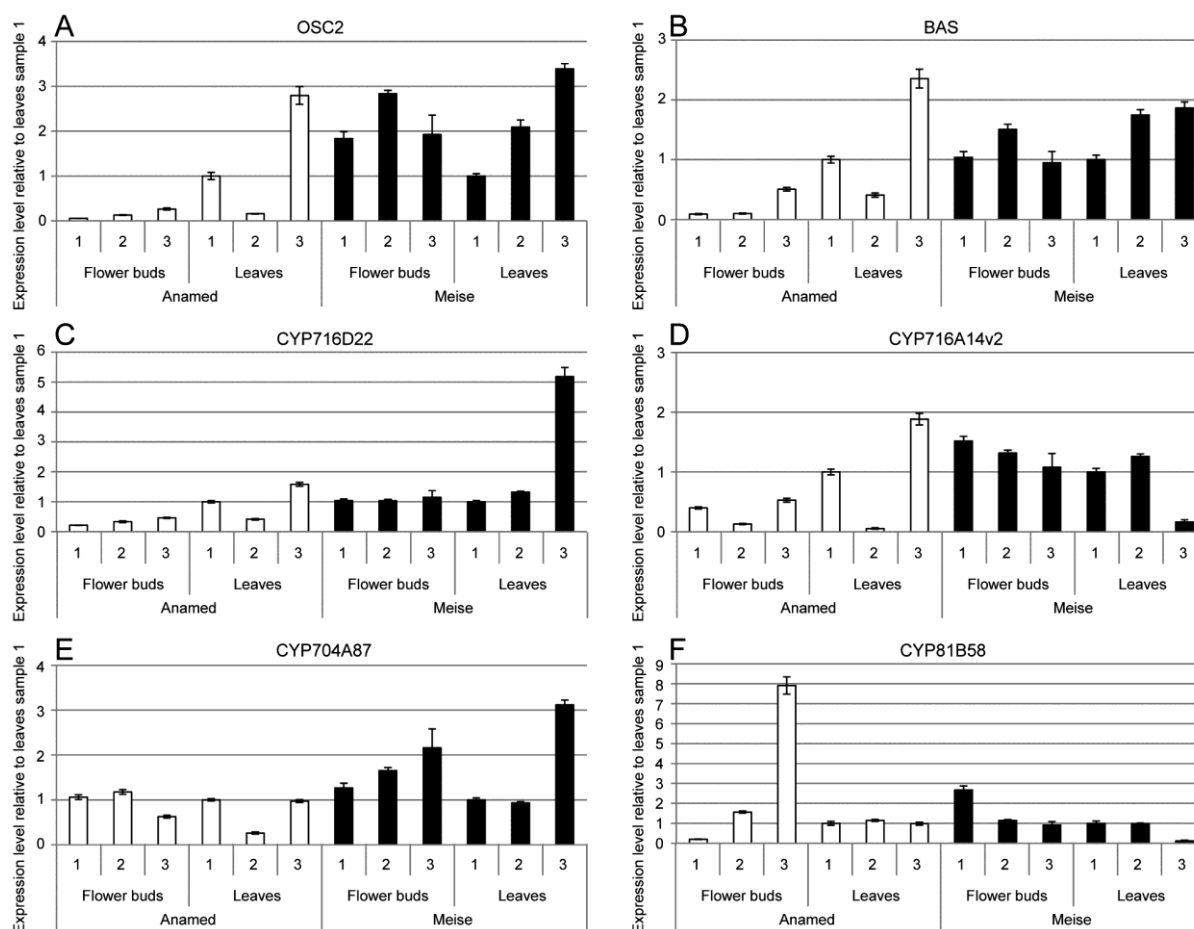 A
OSC2
Expression level relative to leaves sample 1
4
3
2
1
0
1 2 3 1 2 3 1 2 3 1 2 3
Flower buds Leaves Flower buds Leaves
Anamed Meise
B
BAS
Expression level relative to leaves sample 1
3
2
1
0
1 2 3 1 2 3 1 2 3 1 2 3
Flower buds Leaves Flower buds Leaves
Anamed Meise
C
CYP716D22
Expression level relative to leaves sample 1
6
5
4
3
2
1
0
1 2 3 1 2 3 1 2 3 1 2 3
Flower buds Leaves Flower buds Leaves
Anamed Meise
D
CYP716A14v2
Expression level relative to leaves sample 1
3
2
1
0
1 2 3 1 2 3 1 2 3 1 2 3
Flower buds Leaves Flower buds Leaves
Anamed Meise
E
CYP704A87
Expression level relative to leaves sample 1
4
3
2
1
0
1 2 3 1 2 3 1 2 3 1 2 3
Flower buds Leaves Flower buds Leaves
Anamed Meise
F
CYP81B58
Expression level relative to leaves sample 1
9
8
7
6
5
4
3
2
1
0
1 2 3 1 2 3 1 2 3 1 2 3
Flower buds Leaves Flower buds Leaves
Anamed Meise